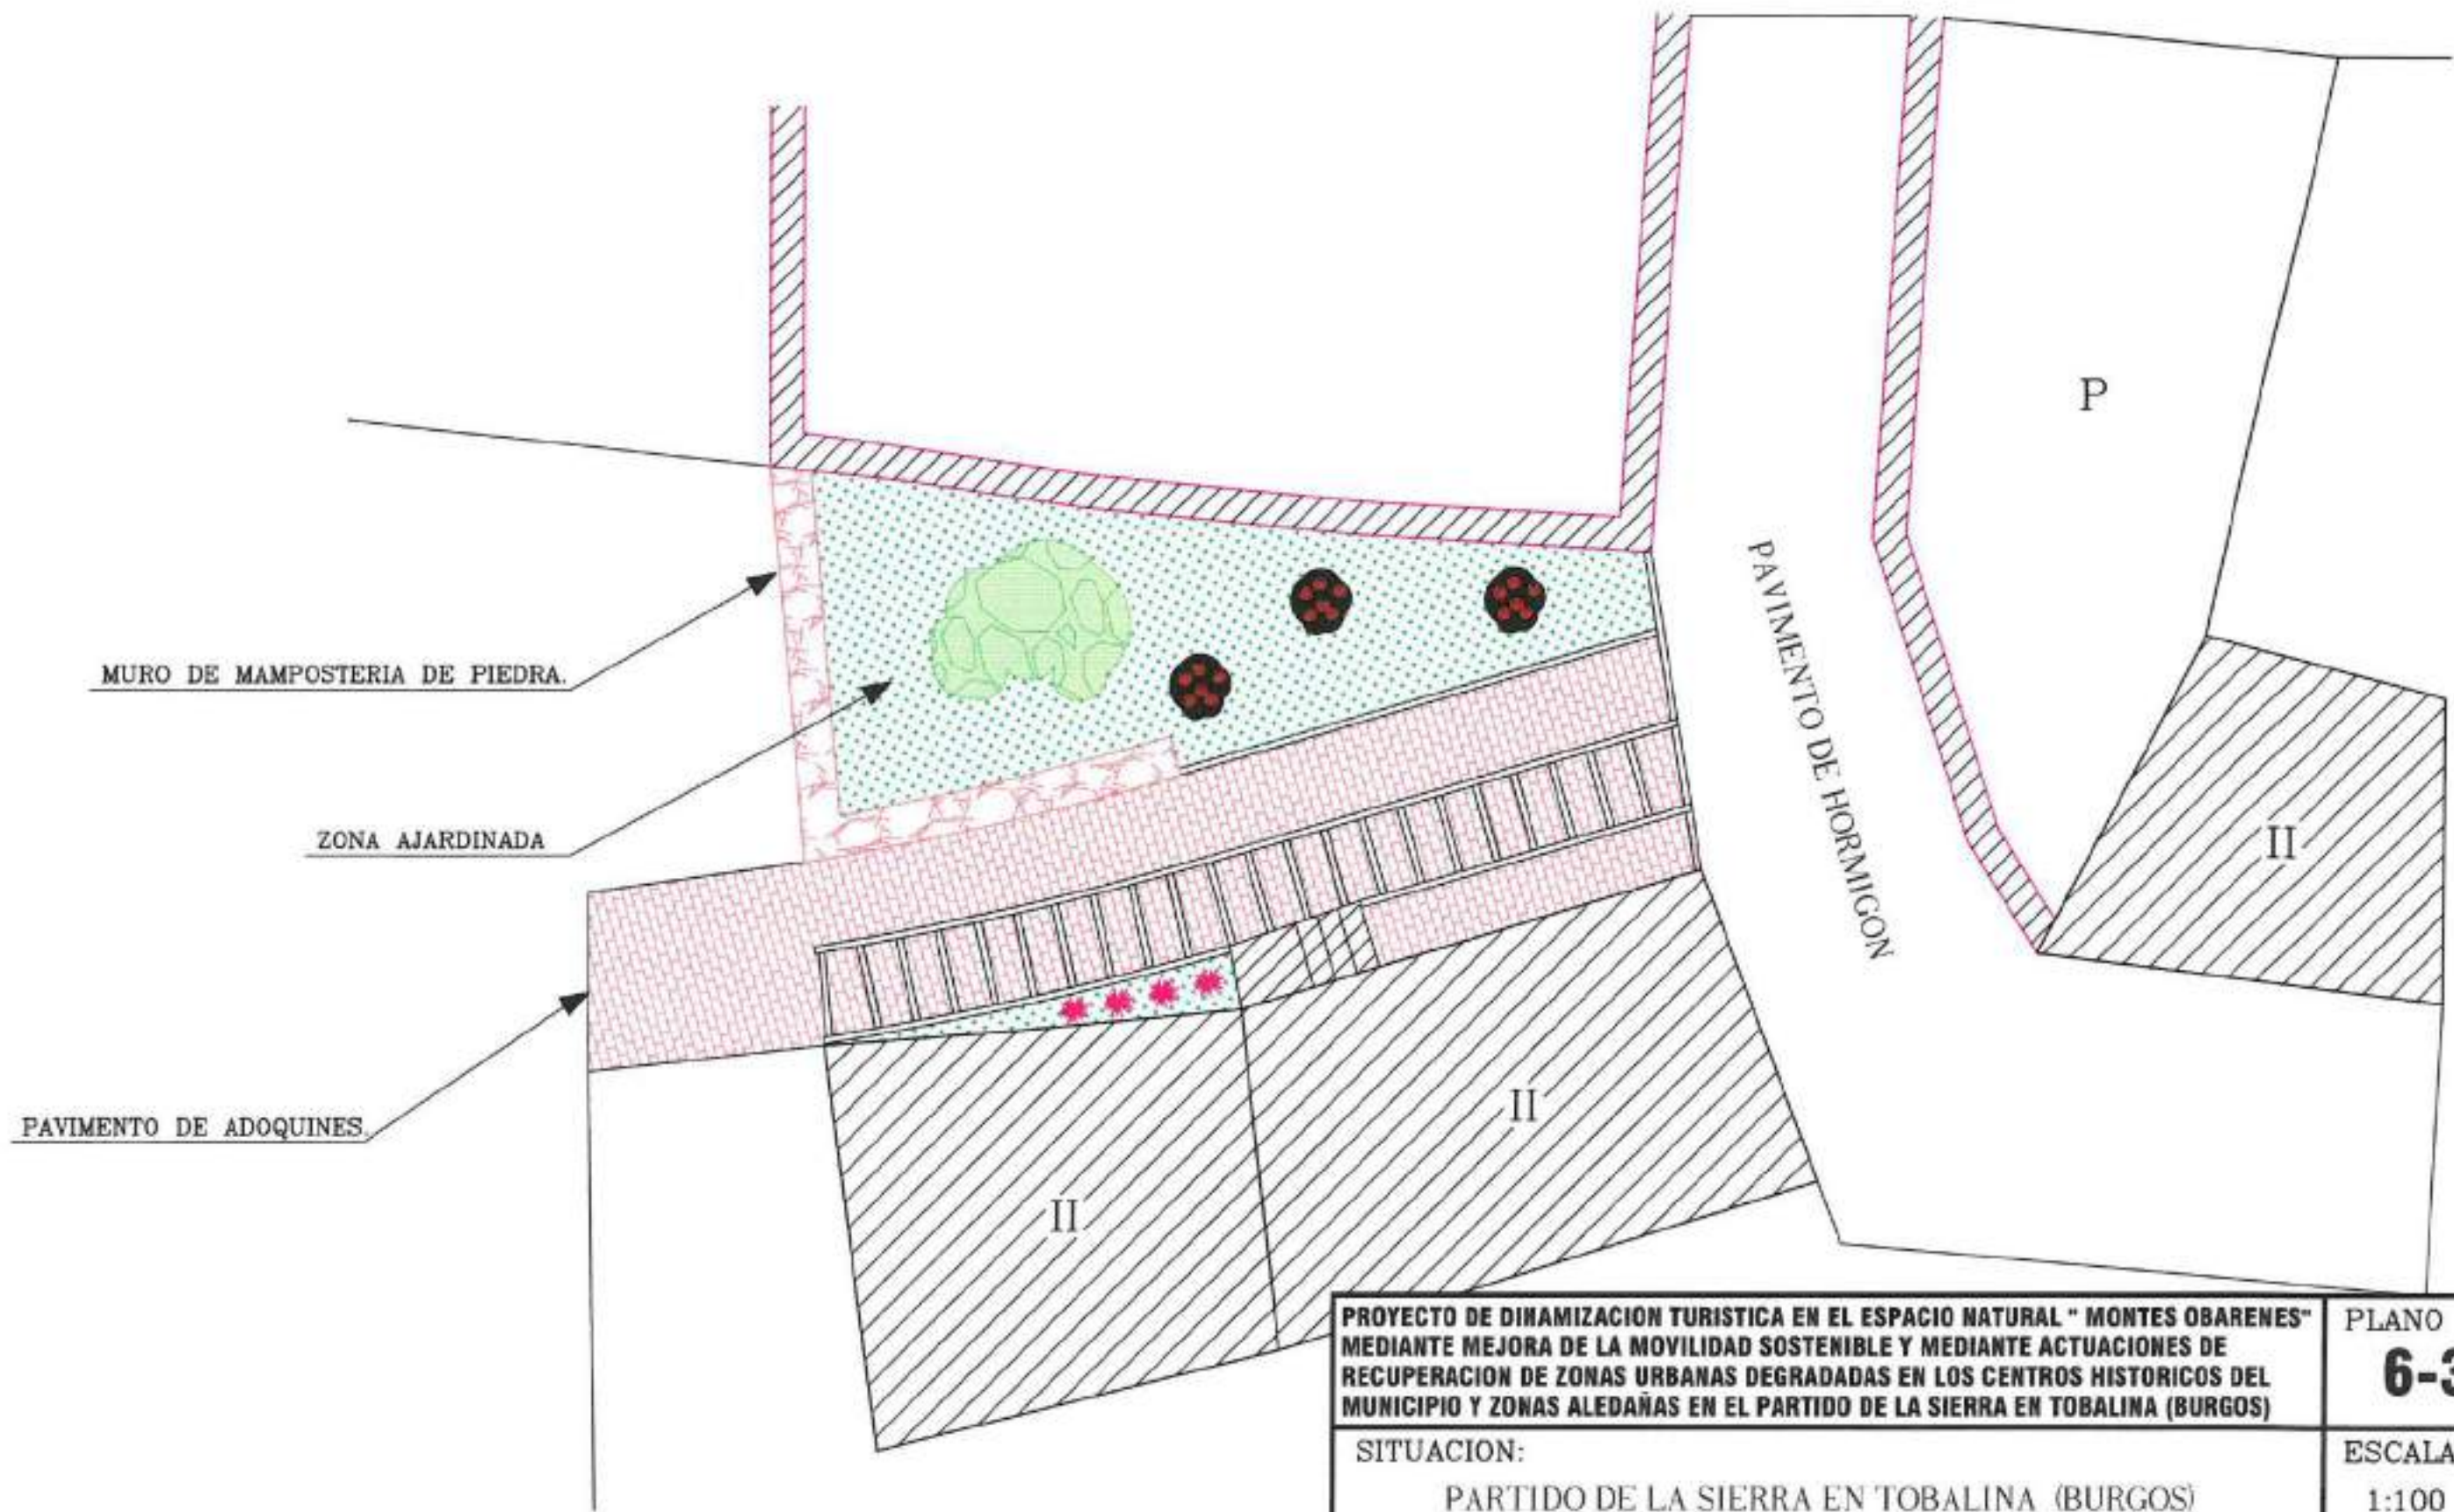 P
PAVIMENTO DE HORMIGON
MURO DE MAMPOSTERIA DE PIEDRA.
ZONA AJARDINADA
II
PAVIMENTO DE ADOQUINES.
II
II
PROYECTO DE DINAMIZACION TURISTICA EN EL ESPACIO NATURAL " MONTES OBARENES"
MEDIANTE MEJORA DE LA MOVILIDAD SOSTENIBLE Y MEDIANTE ACTUACIONES DE
RECUPERACION DE ZONAS URBANAS DEGRADADAS EN LOS CENTROS HISTORICOS DEL
MUNICIPIO Y ZONAS ALEDAÑAS EN EL PARTIDO DE LA SIERRA EN TOBALINA (BURGOS)
PLANO
6-3
SITUACION:
PARTIDO DE LA SIERRA EN TOBALINA (BURGOS)
ESCALA
1:100